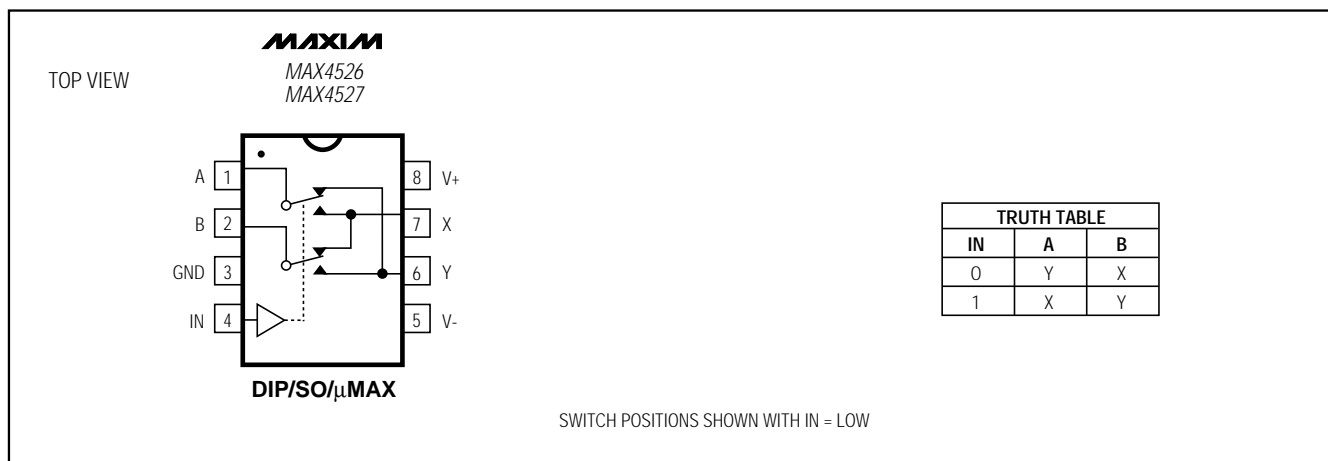 MAXIM
TOP VIEW
MAX4526
MAX4527
A 1
8 V+
B 2
7 X
GND 3
6 Y
IN 4
5 V-
DIP/SO/μMAX
TRUTH TABLE
IN A B
0 Y X
1 X Y
SWITCH POSITIONS SHOWN WITH IN = LOW